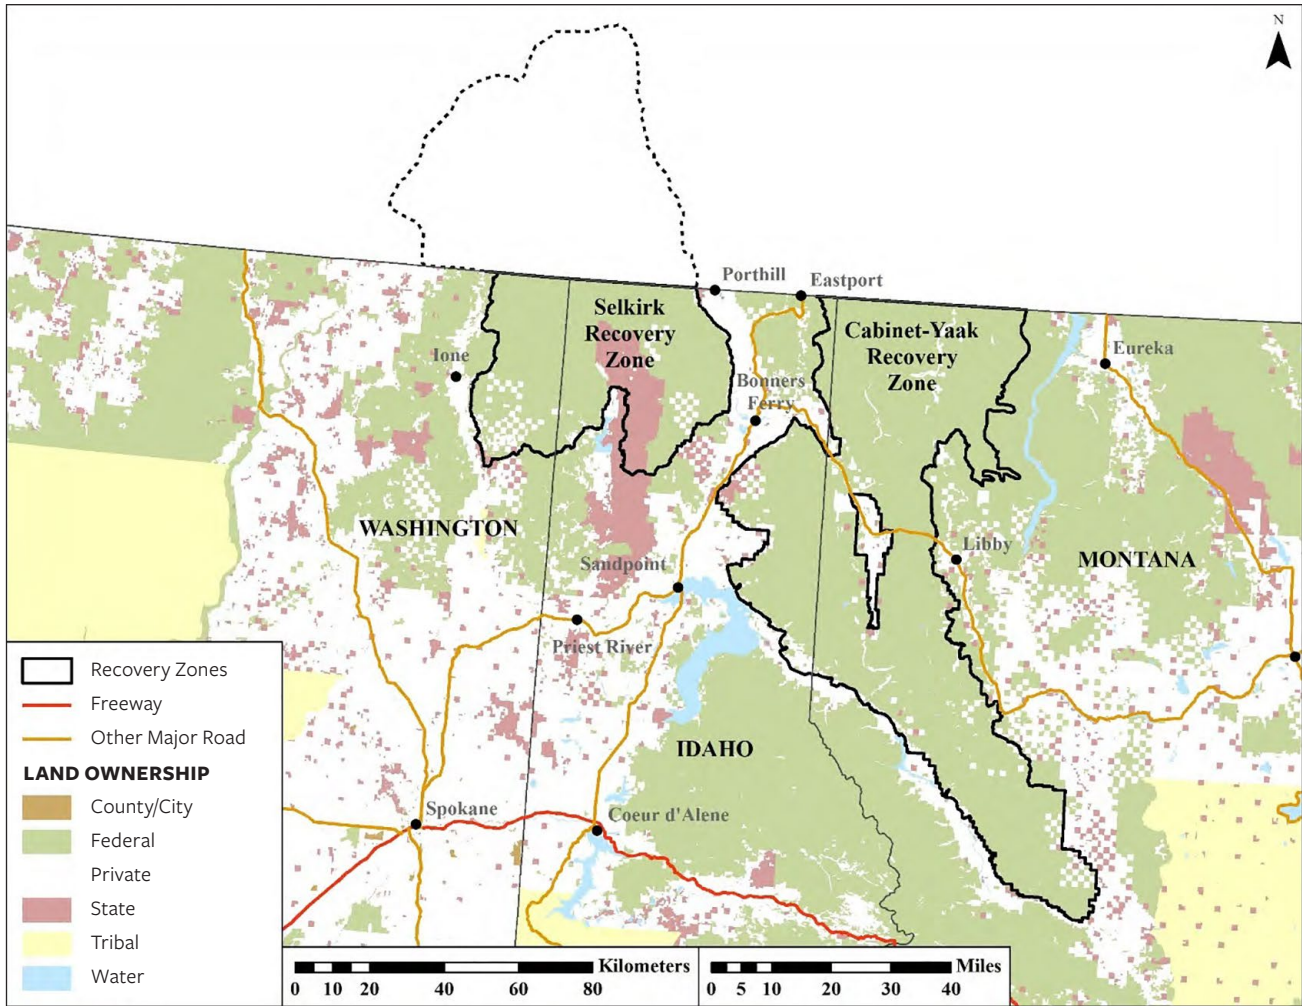 N
Porthill
Eastport
Selkirk
Recovery
Zone
Cabinet-Yaak
Recovery
Zone
Ione
Eureka
Bonners
Ferry
WASHINGTON
Libby
MONTANA
Sandpoint
Priest River
IDAHO
Spokane
Coeur d'Alene
Recovery Zones
Freeway
Other Major Road
LAND OWNERSHIP
County/City
Federal
Private
State
Tribal
Water
Kilometers
0 10 20 40 60 80
Miles
0 5 10 20 30 40